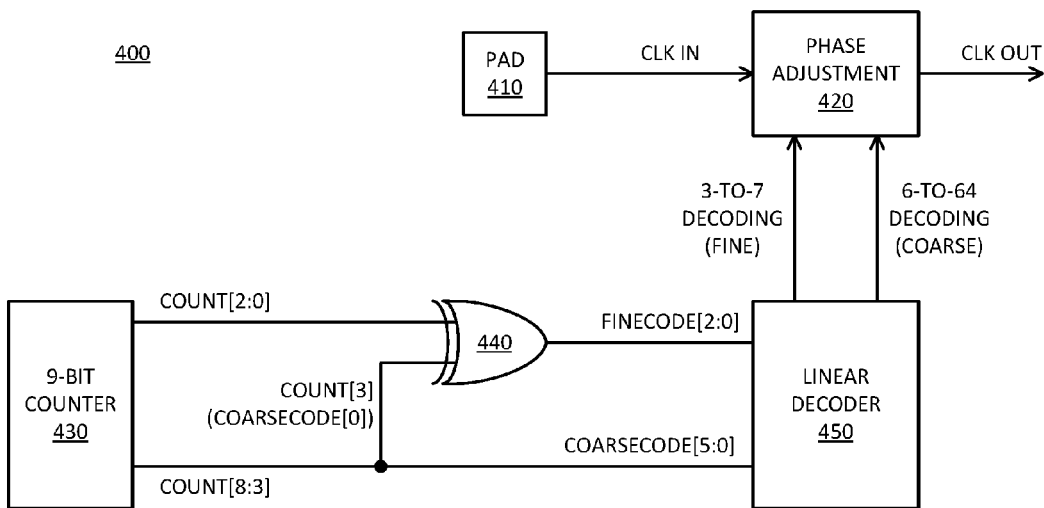 400
PAD
410
CLK IN
PHASE
ADJUSTMENT
420
CLK OUT
3-TO-7
DECODING
(FINE)
6-TO-64
DECODING
(COARSE)
9-BIT
COUNTER
430
COUNT[2:0]
440
COUNT[3]
(COARSECODE[0])
FINECODE[2:0]
COARSECODE[5:0]
COUNT[8:3]
LINEAR
DECODER
450